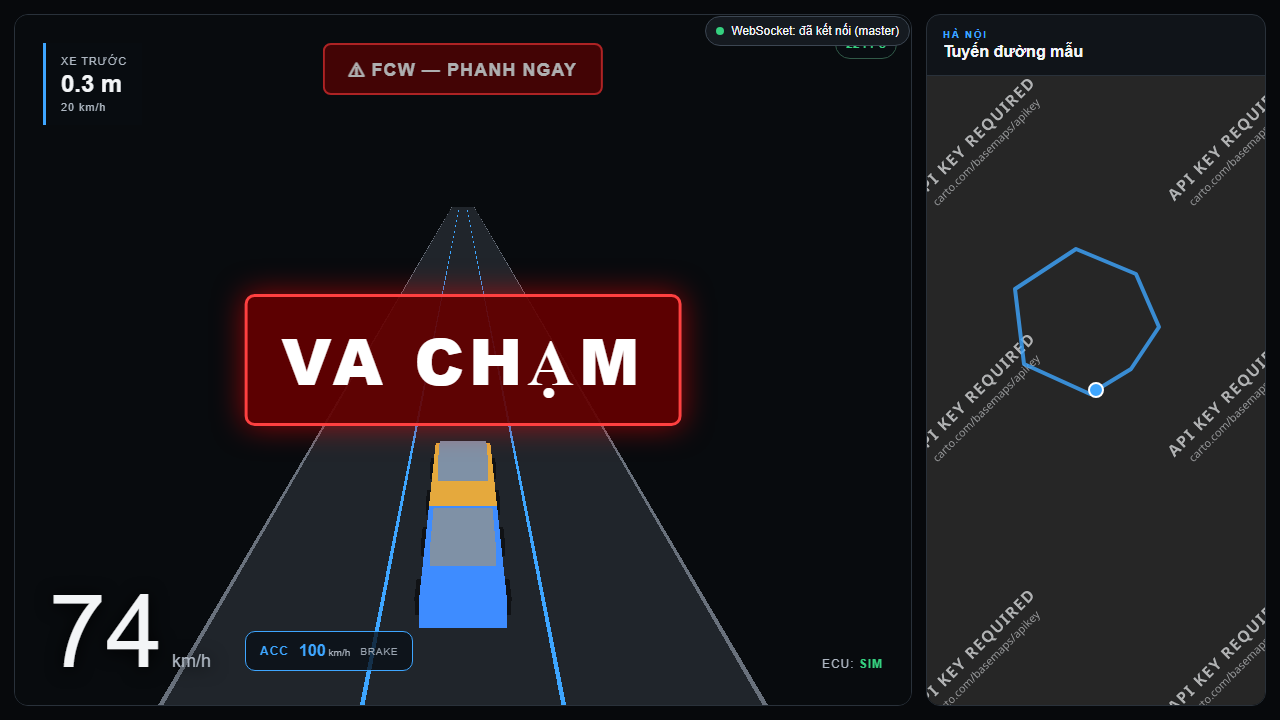 WebSocket: đã kết nối (master)
XE TRƯỚC
0.3 m
20 km/h
⚠ FCW — PHANH NGAY
VA CHẠM
74 km/h
ACC 100 km/h BRAKE
ECU: SIM
HÀ NỘI
Tuyến đường mẫu
API KEY REQUIRED
carto.com/basemaps/apikey
API KEY REQUIRED
carto.com/basemaps/apikey
API KEY REQUIRED
carto.com/basemaps/apikey
API KEY REQUIRED
carto.com/basemaps/apikey
API KEY REQUIRED
carto.com/basemaps/apikey
API KEY REQUIRED
carto.com/basemaps/apikey